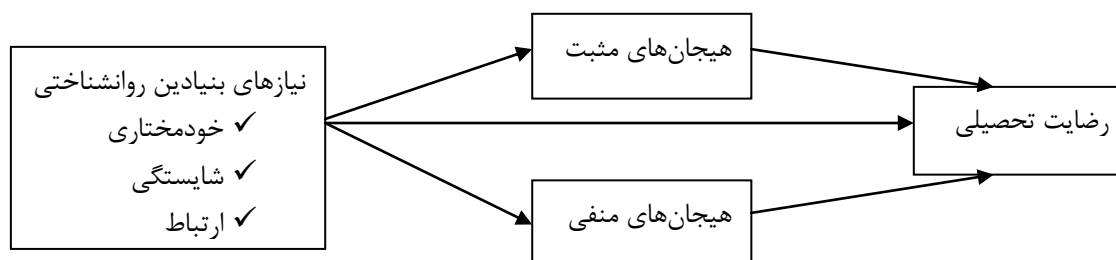 نیازهای بنیادین روانشناختی
✓ خودمختاری
✓ شایستگی
✓ ارتباط
هیجان‌های مثبت
هیجان‌های منفی
رضایت تحصیلی